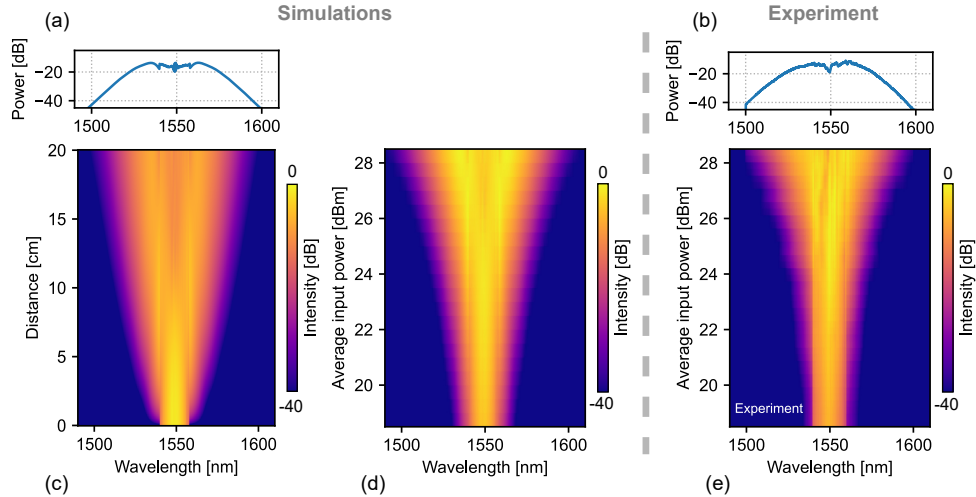 Simulations
Experiment
(a)
(b)
Power [dB]
−20
−40
1500
1550
1600
Power [dB]
−20
−40
1500
1550
1600
Distance [cm]
20
15
10
5
0
1500
1550
1600
Wavelength [nm]
0
-40
Intensity [dB]
(c)
Average input power [dBm]
28
26
24
22
20
1500
1550
1600
Wavelength [nm]
0
-40
Intensity [dB]
(d)
Average input power [dBm]
28
26
24
22
20
Experiment
1500
1550
1600
Wavelength [nm]
0
-40
Intensity [dB]
(e)